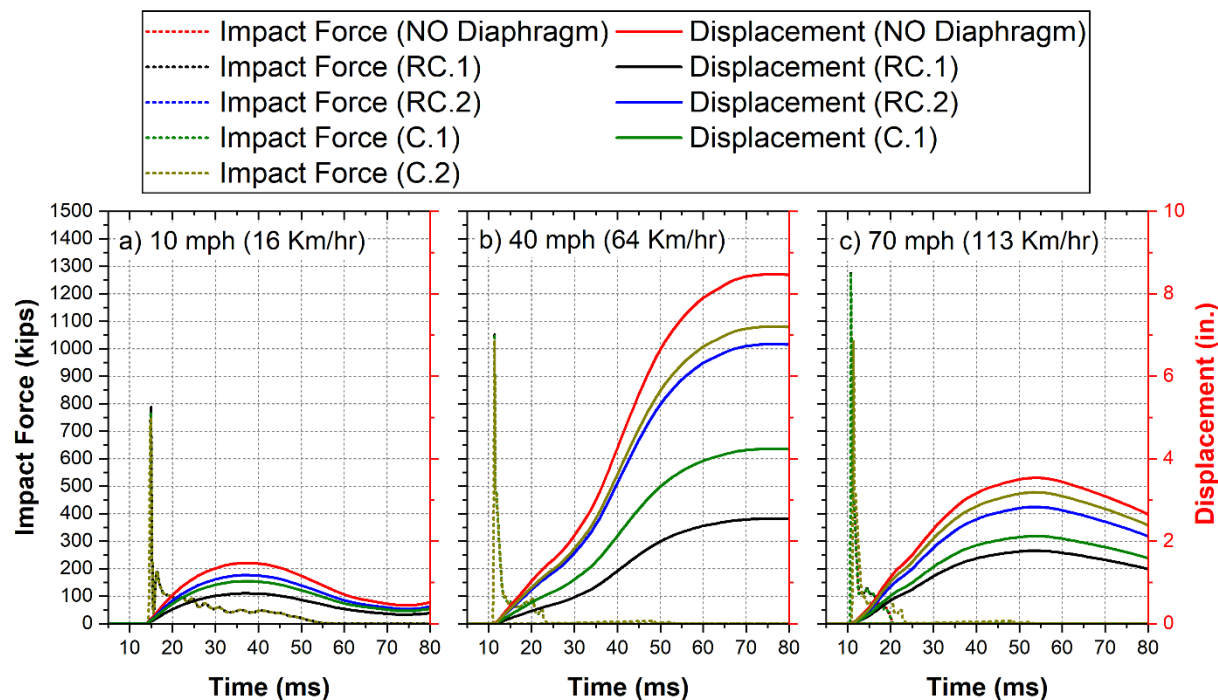 Impact Force (NO Diaphragm) Displacement (NO Diaphragm)
Impact Force (RC.1) Displacement (RC.1)
Impact Force (RC.2) Displacement (RC.2)
Impact Force (C.1) Displacement (C.1)
Impact Force (C.2)
a) 10 mph (16 Km/hr)
b) 40 mph (64 Km/hr)
c) 70 mph (113 Km/hr)
Impact Force (kips)
1500
1400
1300
1200
1100
1000
900
800
700
600
500
400
300
200
100
0
10 20 30 40 50 60 70 80
10 20 30 40 50 60 70 80
10 20 30 40 50 60 70 80
Time (ms) Time (ms) Time (ms)
10
8
6
4
2
0
Displacement (in.)